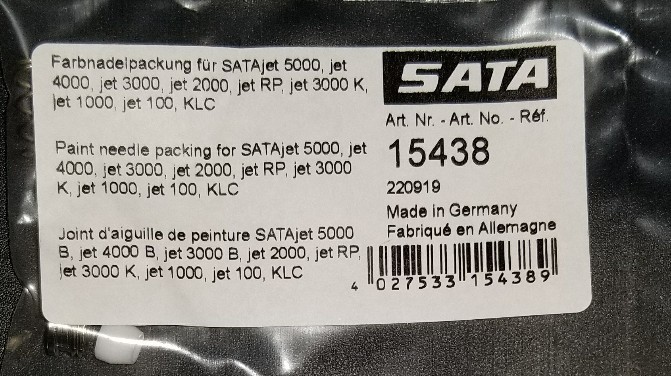 Farbnadelpackung für SATAjet 5000, jet
4000, jet 3000, jet 2000, jet RP, jet 3000 K,
jet 1000, jet 100, KLC
Paint needle packing for SATAjet 5000, jet
4000, jet 3000, jet 2000, jet RP, jet 3000
K, jet 1000, jet 100, KLC
Joint d'aiguille de peinture SATAjet 5000
B, jet 4000 B, jet 3000 B, jet 2000, jet RP,
jet 3000 K, jet 1000, jet 100, KLC
SATA
Art. Nr. - Art. No. - Réf.
15438
220919
Made in Germany
Fabriqué en Allemagne
4 027533 154389